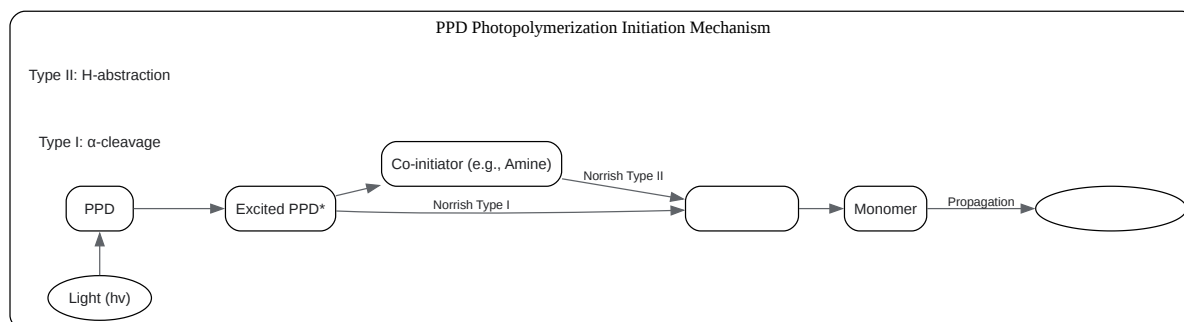 PPD Photopolymerization Initiation Mechanism
Type II: H-abstraction
Type I: α-cleavage
Co-initiator (e.g., Amine)
Norrish Type II
PPD
Excited PPD*
Norrish Type I
Monomer
Propagation
Light (hv)